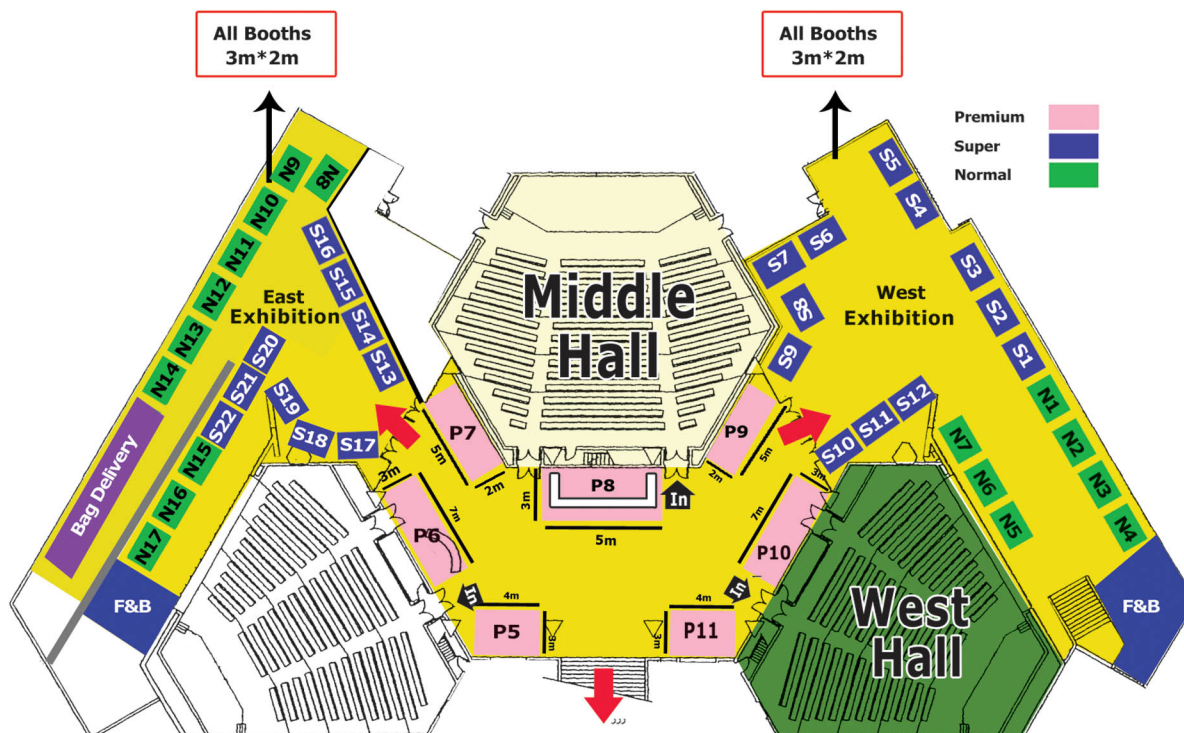 All Booths
3m*2m
All Booths
3m*2m
Premium
Super
Normal
N9
N8
N10
N11
N12
N13
N14
S16
S15
S14
S13
East
Exhibition
S20
S21
S22
S19
S18
S17
N15
N16
N17
Bag Delivery
F&B
Middle
Hall
S5
S4
S6
S7
S8
S9
S3
S2
S1
West
Exhibition
S12
S11
S10
N1
N2
N3
N4
N7
N6
N5
F&B
P7
5m
2m
P9
5m
2m
P8
3m
5m
In
P6
3m
7m
In
P10
3m
7m
In
P5
4m
3m
P11
4m
3m
West
Hall